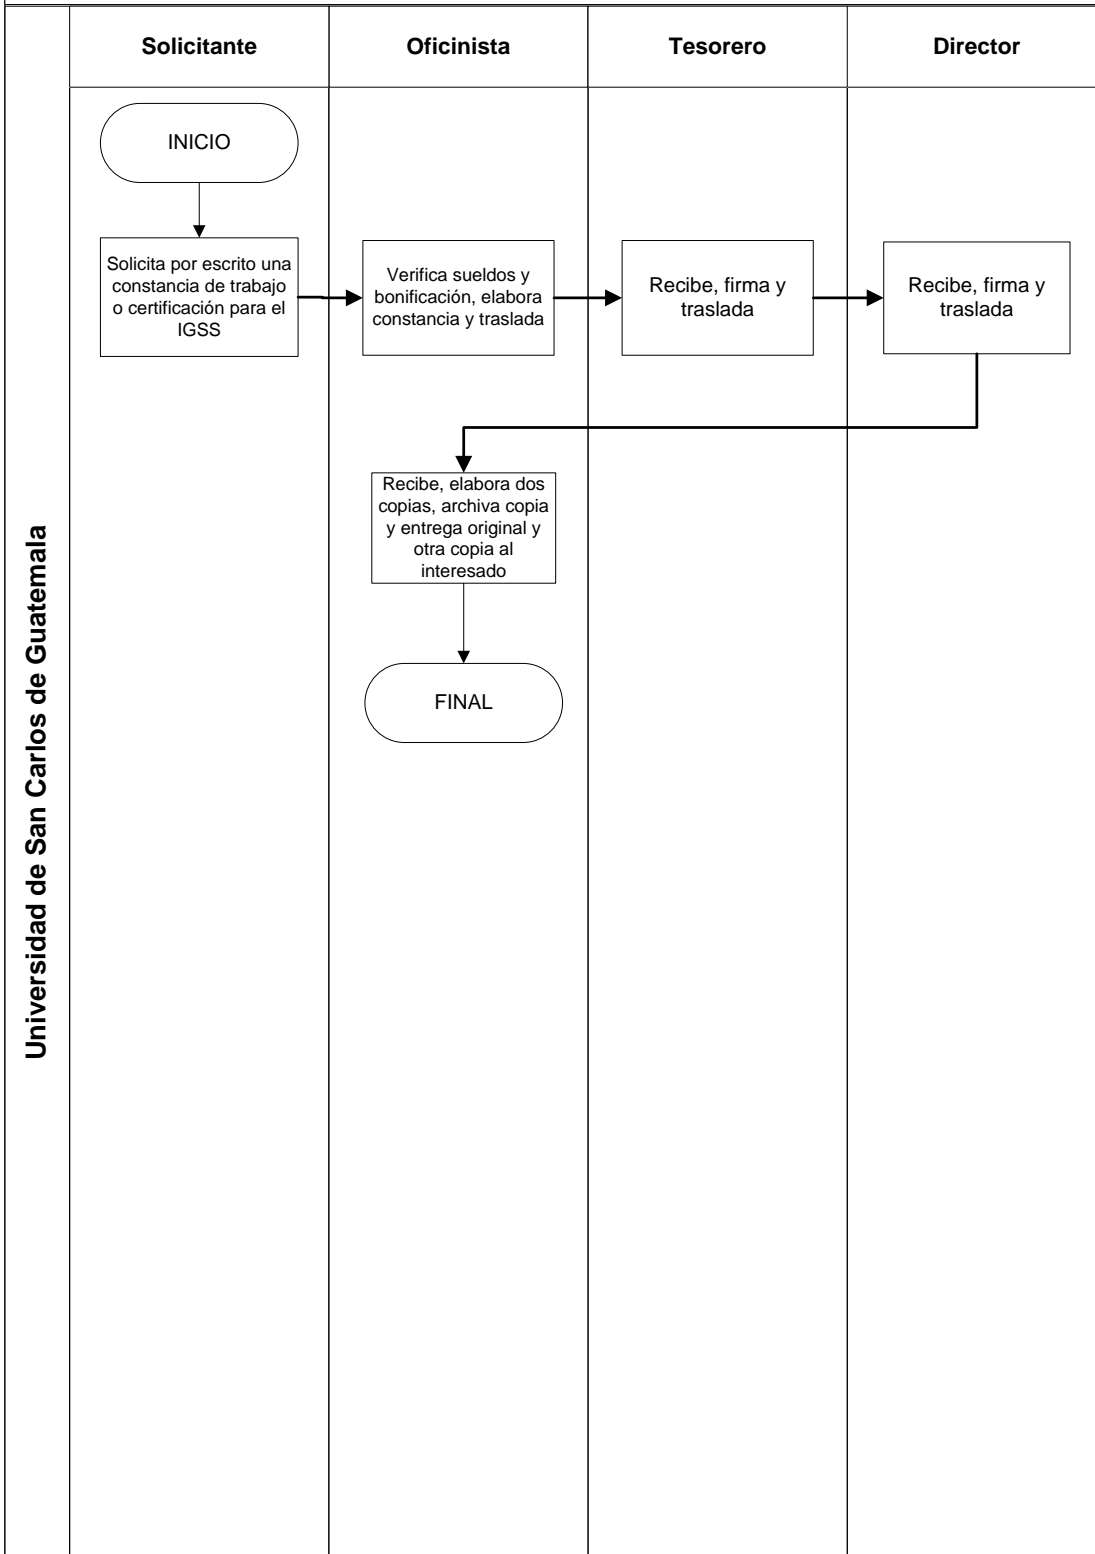 Solicitante
Oficinista
Tesorero
Director
INICIO
Solicita por escrito una
constancia de trabajo
o certificación para el
IGSS
Verifica sueldos y
bonificación, elabora
constancia y traslada
Recibe, firma y
traslada
Recibe, firma y
traslada
Recibe, elabora dos
copias, archiva copia
y entrega original y
otra copia al
interesado
FINAL
Universidad de San Carlos de Guatemala